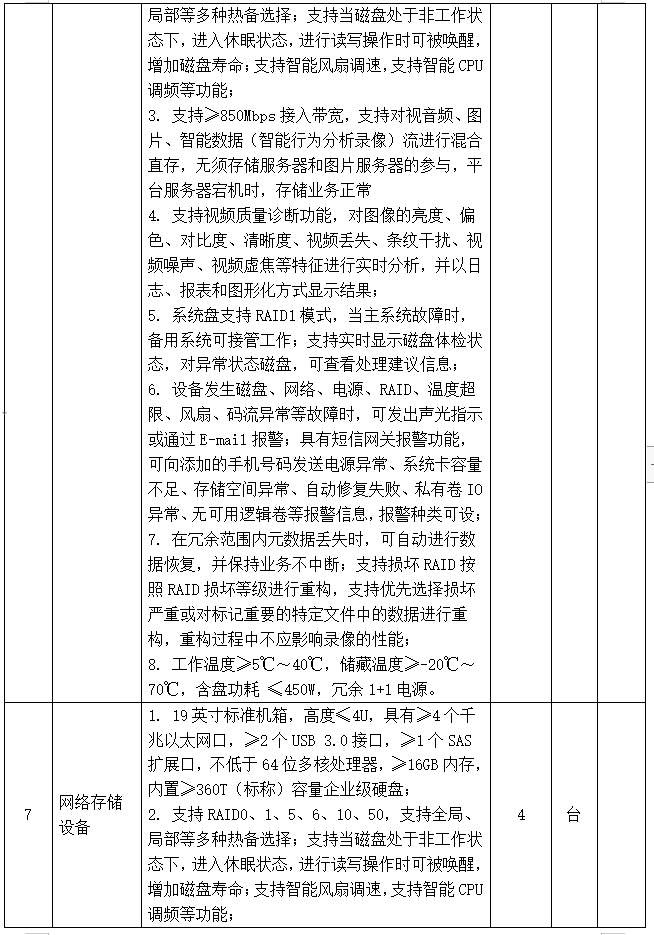 局部等多种热备选择；支持当磁盘处于非工作状
态下，进入休眠状态，进行读写操作时可被唤醒，
增加磁盘寿命；支持智能风扇调速，支持智能 CPU
调频等功能；
3. 支持≥850Mbps 接入带宽，支持对视音频、图
片、智能数据（智能行为分析录像）流进行混合
直存，无须存储服务器和图片服务器的参与，平
台服务器宕机时，存储业务正常
4. 支持视频质量诊断功能，对图像的亮度、偏
色、对比度、清晰度、视频丢失、条纹干扰、视
频噪声、视频虚焦等特征进行实时分析，并以日
志、报表和图形化方式显示结果；
5. 系统盘支持 RAID1 模式，当主系统故障时，
备用系统可接管工作；支持实时显示磁盘体检状
态，对异常状态磁盘，可查看处理建议信息；
6. 设备发生磁盘、网络、电源、RAID、温度超
限、风扇、码流异常等故障时，可发出声光指示
或通过 E-mail 报警；具有短信网关报警功能，
可向添加的手机号码发送电源异常、系统卡容量
不足、存储空间异常、自动修复失败、私有卷 IO
异常、无可用逻辑卷等报警信息，报警种类可设；
7. 在冗余范围内元数据丢失时，可自动进行数
据恢复，并保持业务不中断；支持损坏 RAID 按
照 RAID 损坏等级进行重构，支持优先选择损坏
严重或对标记重要的特定文件中的数据进行重
构，重构过程中不应影响录像的性能；
8. 工作温度≥5℃～40℃，储藏温度≥-20℃～
70℃，含盘功耗 ≤450W，冗余 1+1 电源。
7
网络存储
设备
1. 19 英寸标准机箱，高度≤4U，具有≥4 个千
兆以太网口，≥2 个 USB 3.0 接口，≥1 个 SAS
扩展口，不低于 64 位多核处理器，≥16GB 内存，
内置≥360T（标称）容量企业级硬盘；
2. 支持 RAID0、1、5、6、10、50，支持全局、
局部等多种热备选择；支持当磁盘处于非工作状
态下，进入休眠状态，进行读写操作时可被唤醒，
增加磁盘寿命；支持智能风扇调速，支持智能 CPU
调频等功能；
4
台